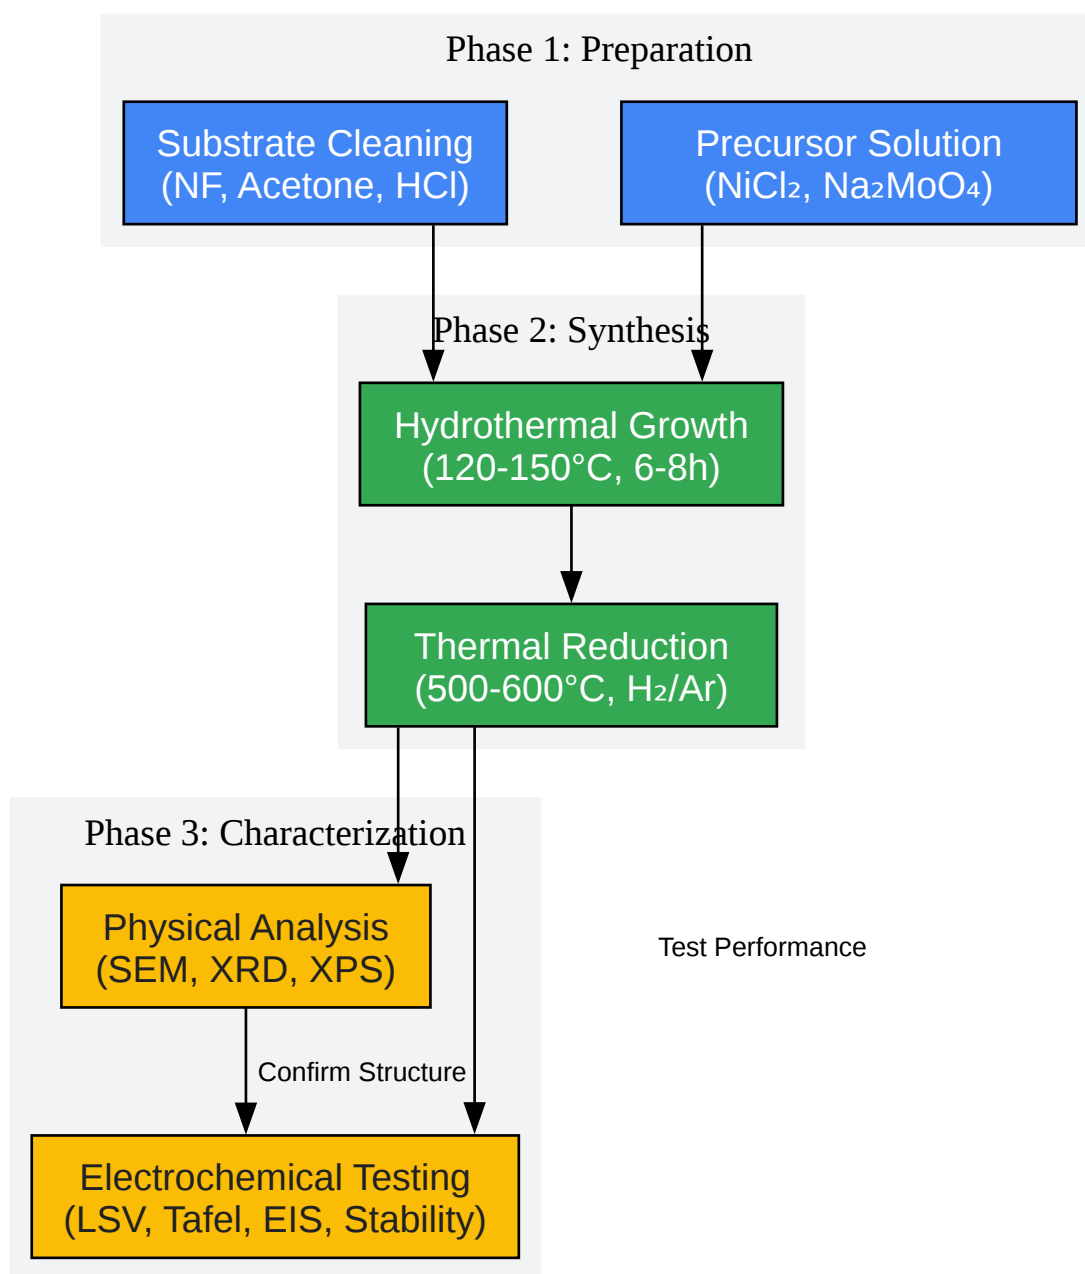 Phase 1: Preparation
Substrate Cleaning
(NF, Acetone, HCl)
Precursor Solution
(NiCl₂, Na₂MoO₄)
Phase 2: Synthesis
Hydrothermal Growth
(120-150°C, 6-8h)
Thermal Reduction
(500-600°C, H₂/Ar)
Phase 3: Characterization
Physical Analysis
(SEM, XRD, XPS)
Test Performance
Confirm Structure
Electrochemical Testing
(LSV, Tafel, EIS, Stability)